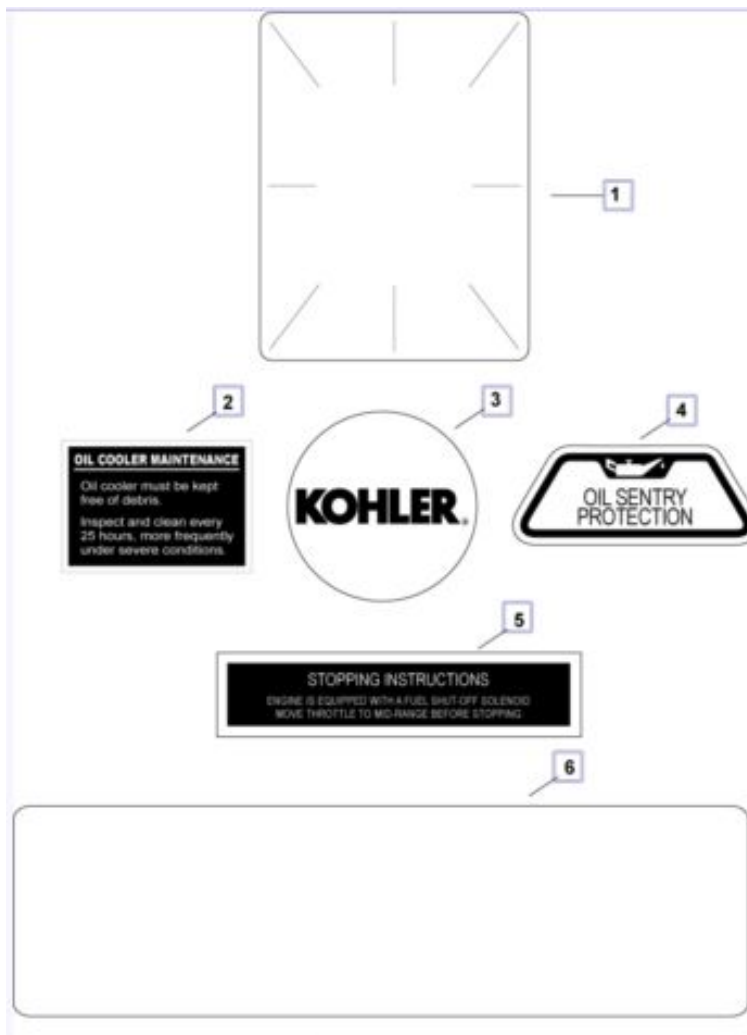 1
2
3
4
OIL COOLER MAINTENANCE
Oil cooler must be kept
free of debris.
Inspect and clean every
25 hours, more frequently
under severe conditions.
KOHLER®
OIL SENTRY
PROTECTION
5
STOPPING INSTRUCTIONS
ENGINE IS EQUIPPED WITH A FUEL SHUT-OFF SOLENOID
MOVE THROTTLE TO MID-RANGE BEFORE STOPPING
6